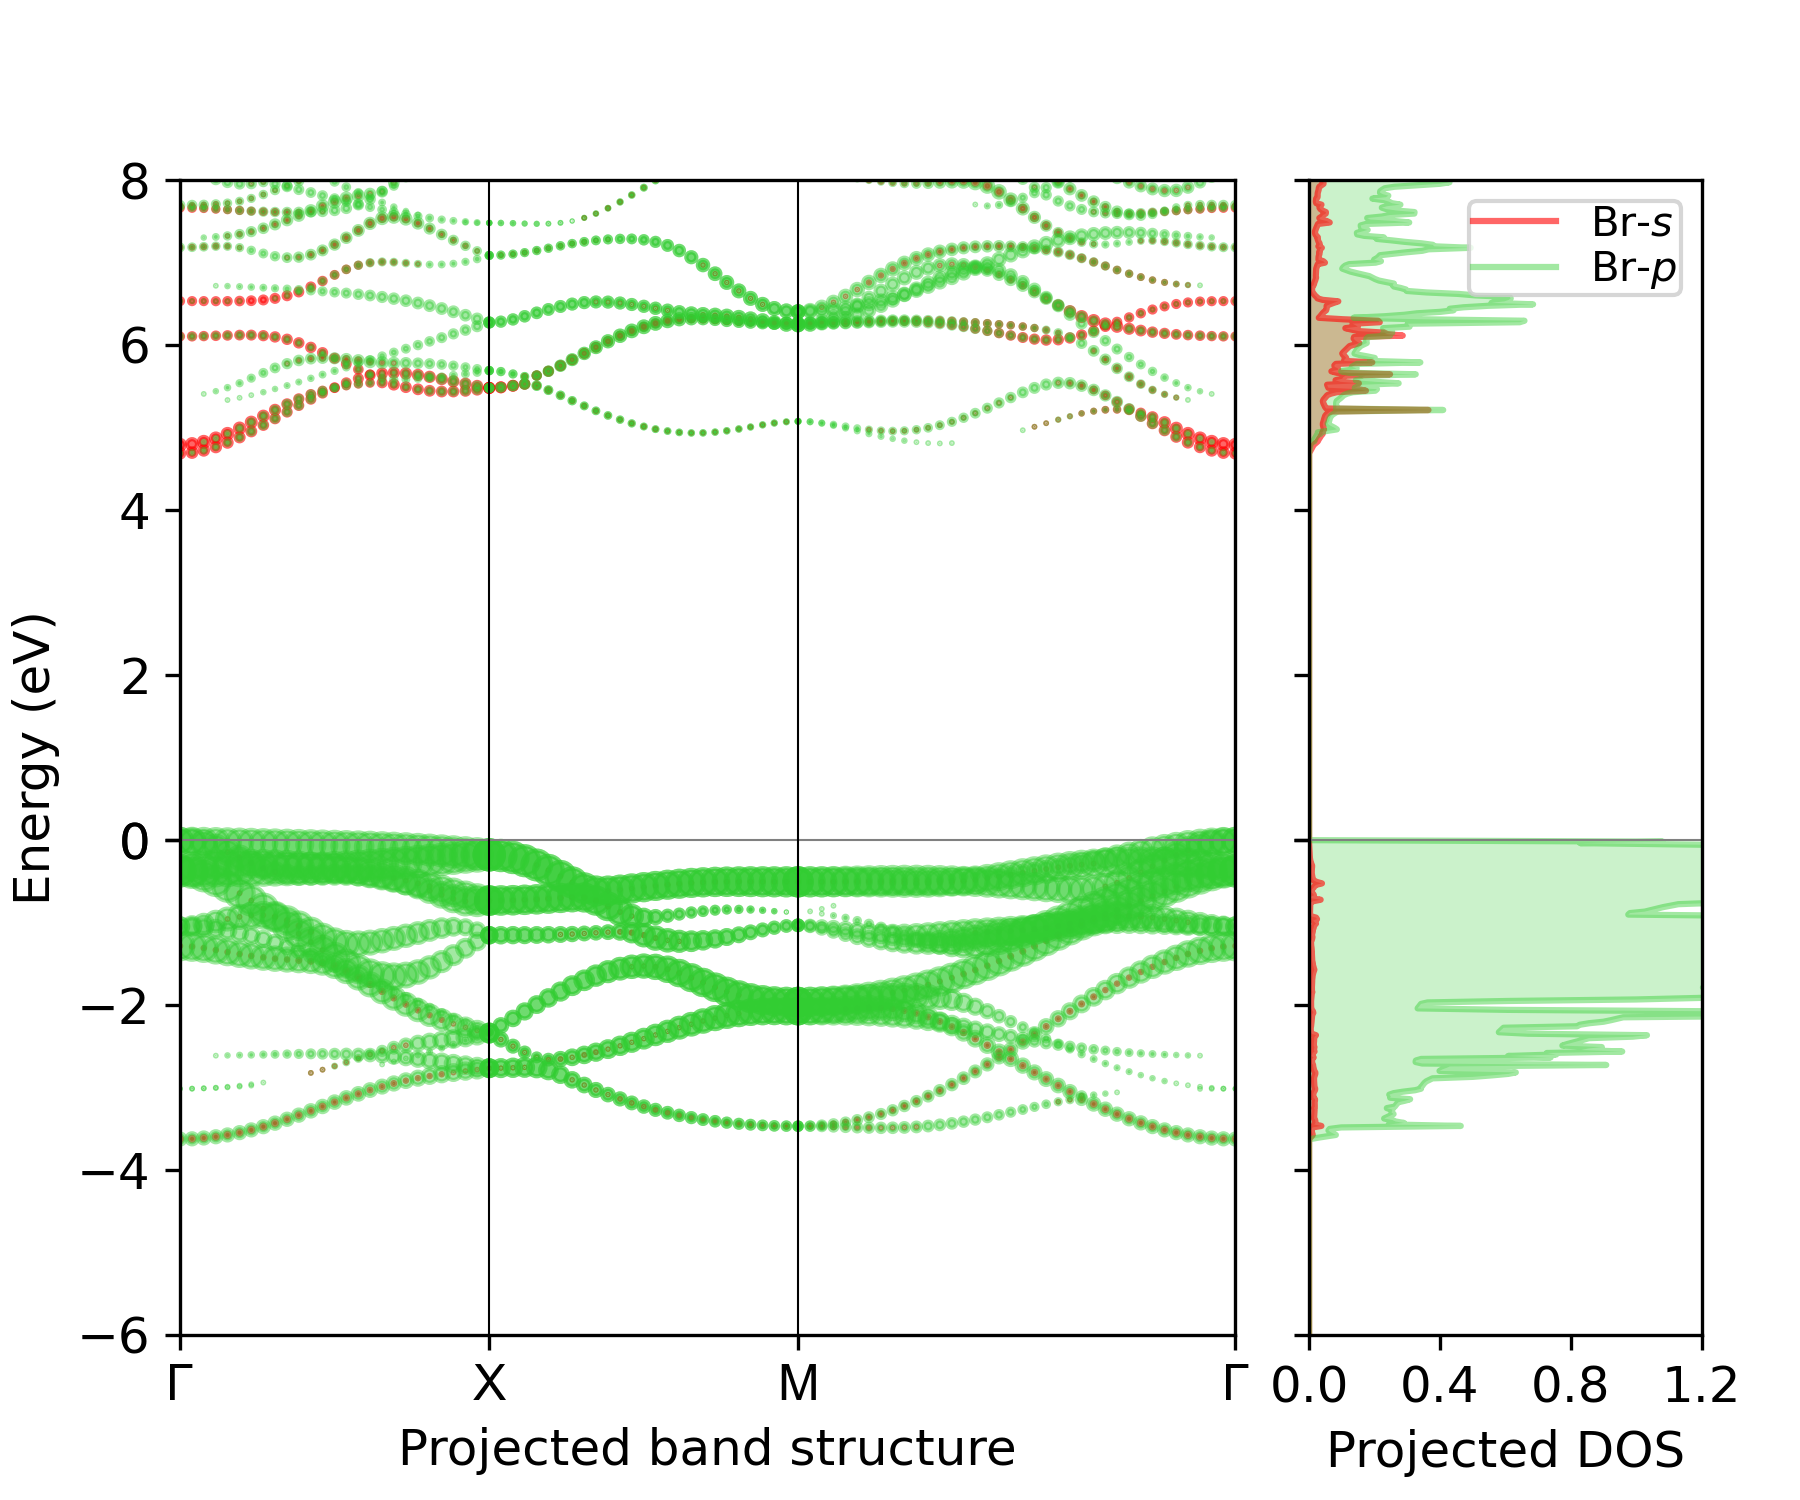 8
6
4
2
0
−2
−4
−6
Energy (eV)
Γ
X
M
Γ
Projected band structure
Br-s
Br-p
0.0
0.4
0.8
1.2
Projected DOS